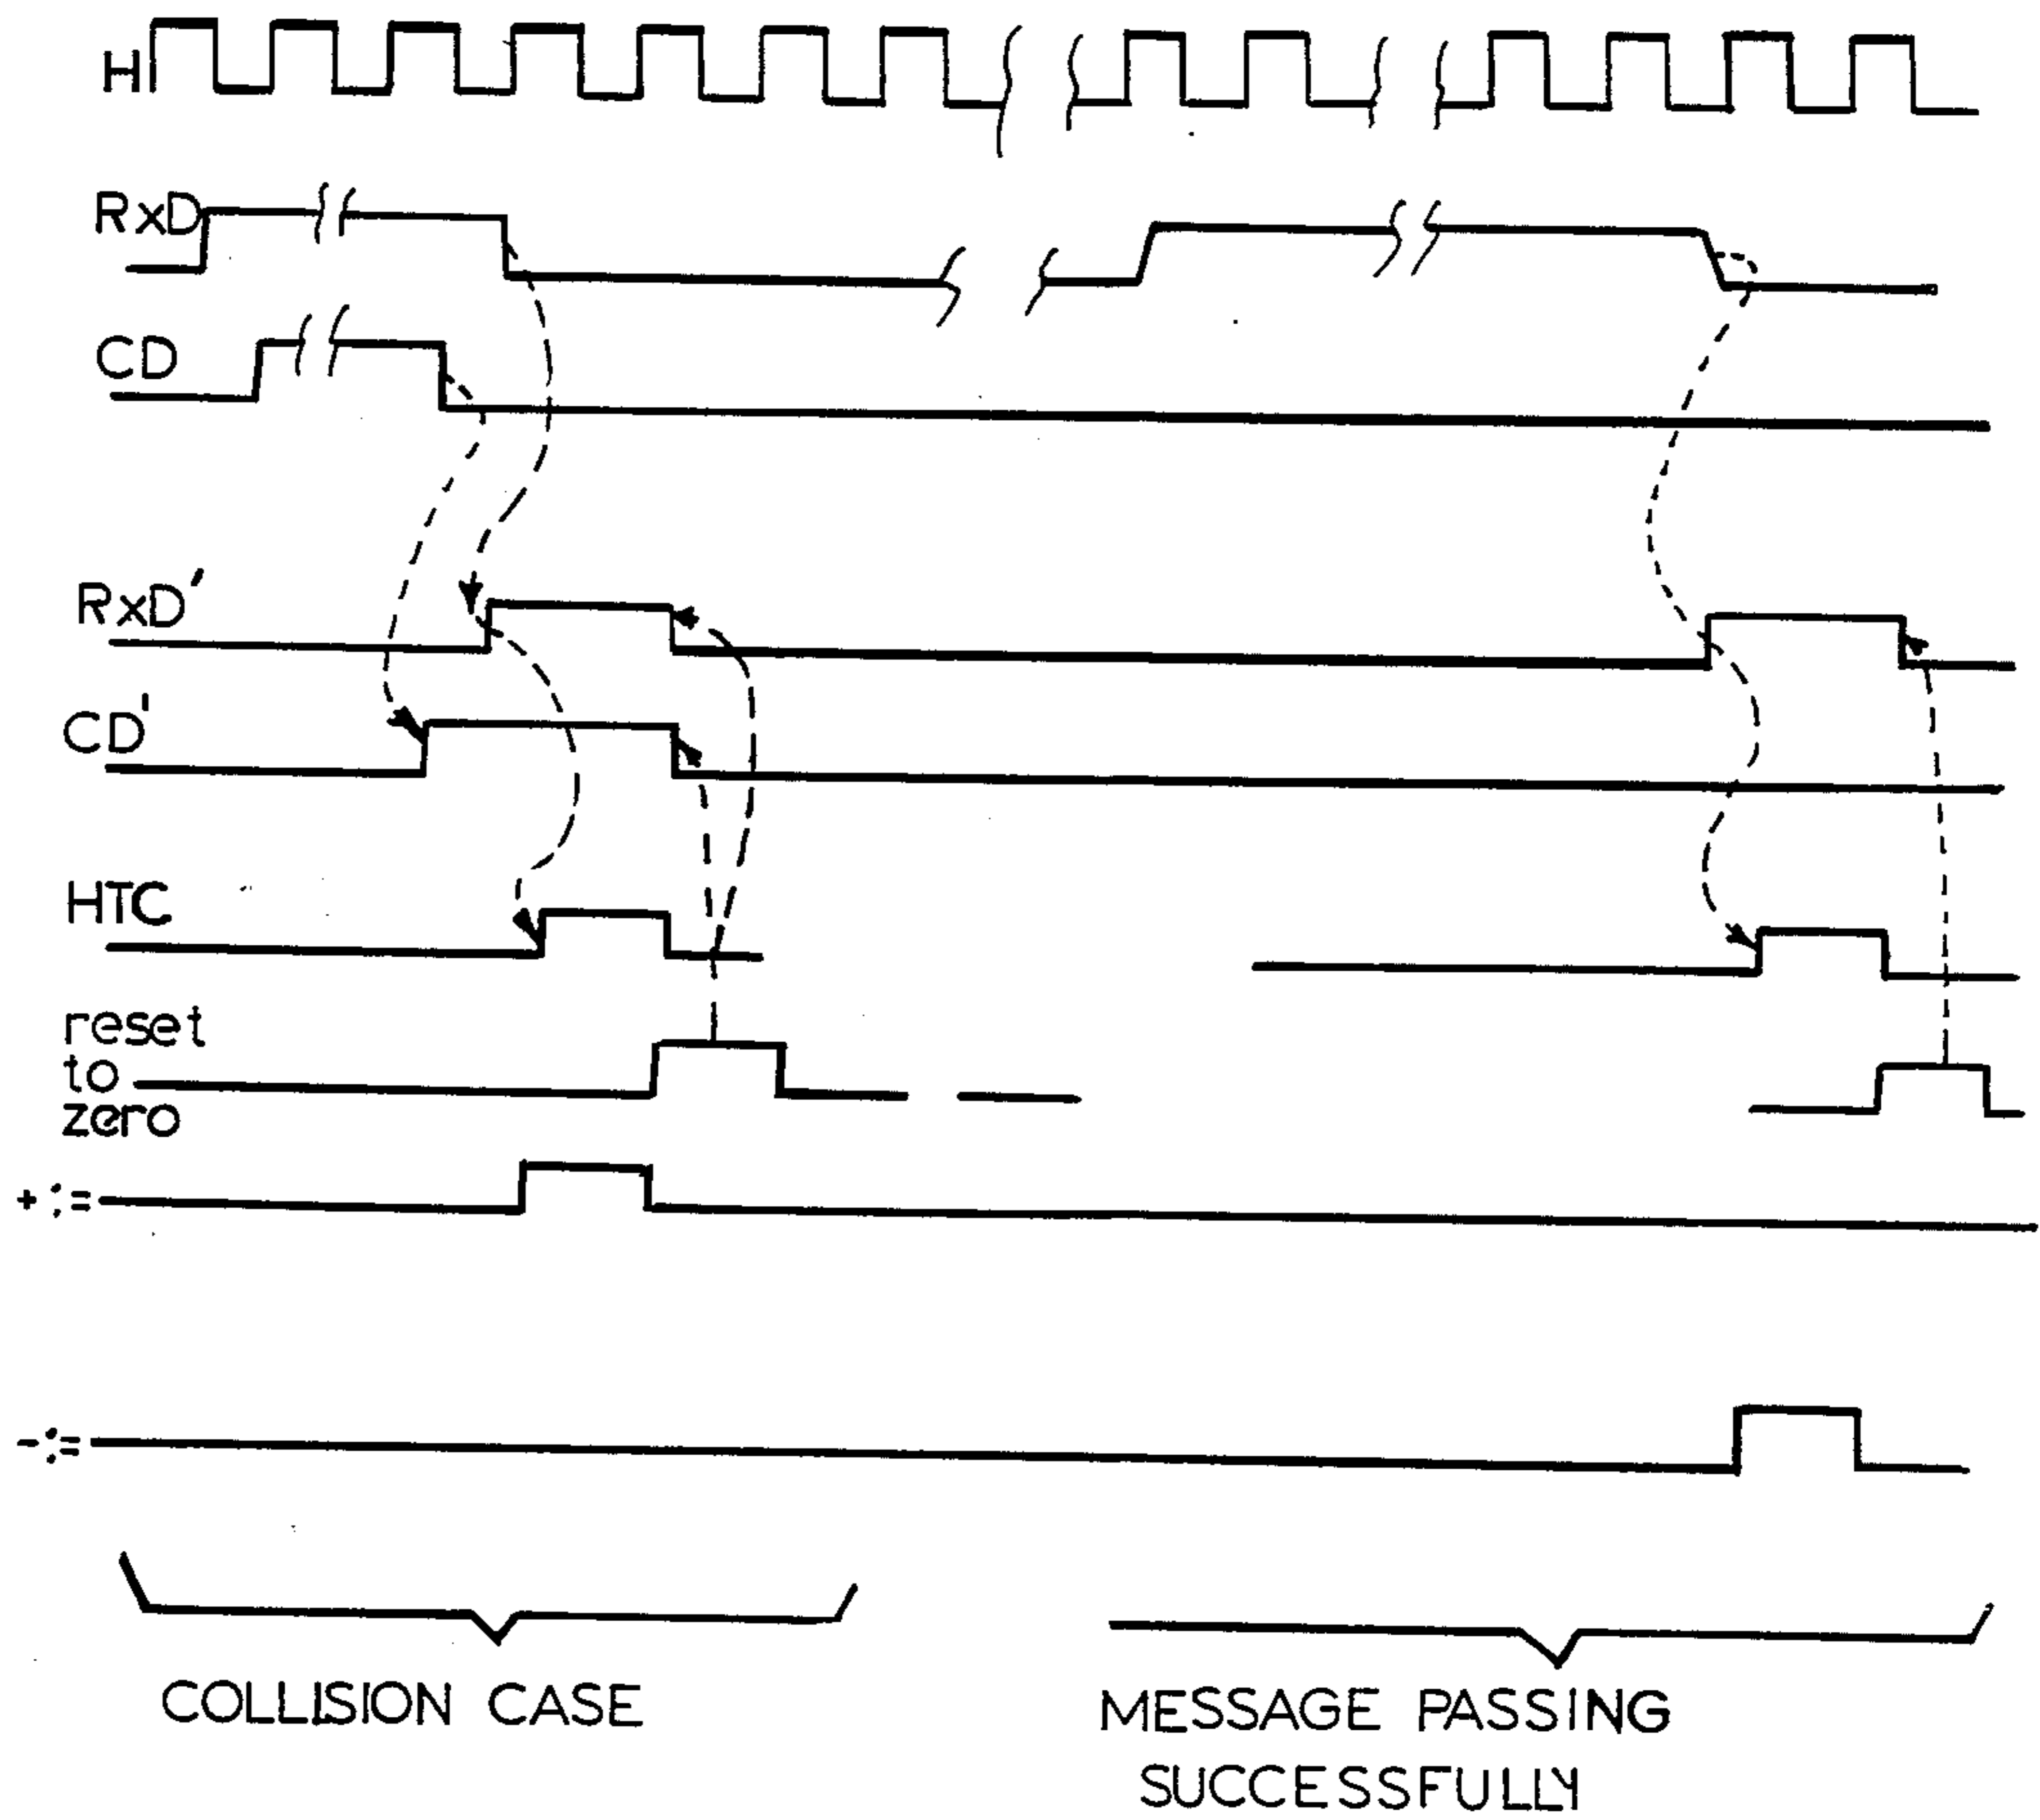 H
RxD
CD
RxD'
CD'
HTC
reset
to
zero
+:=
-:=
COLLISION CASE
MESSAGE PASSING
SUCCESSFULLY